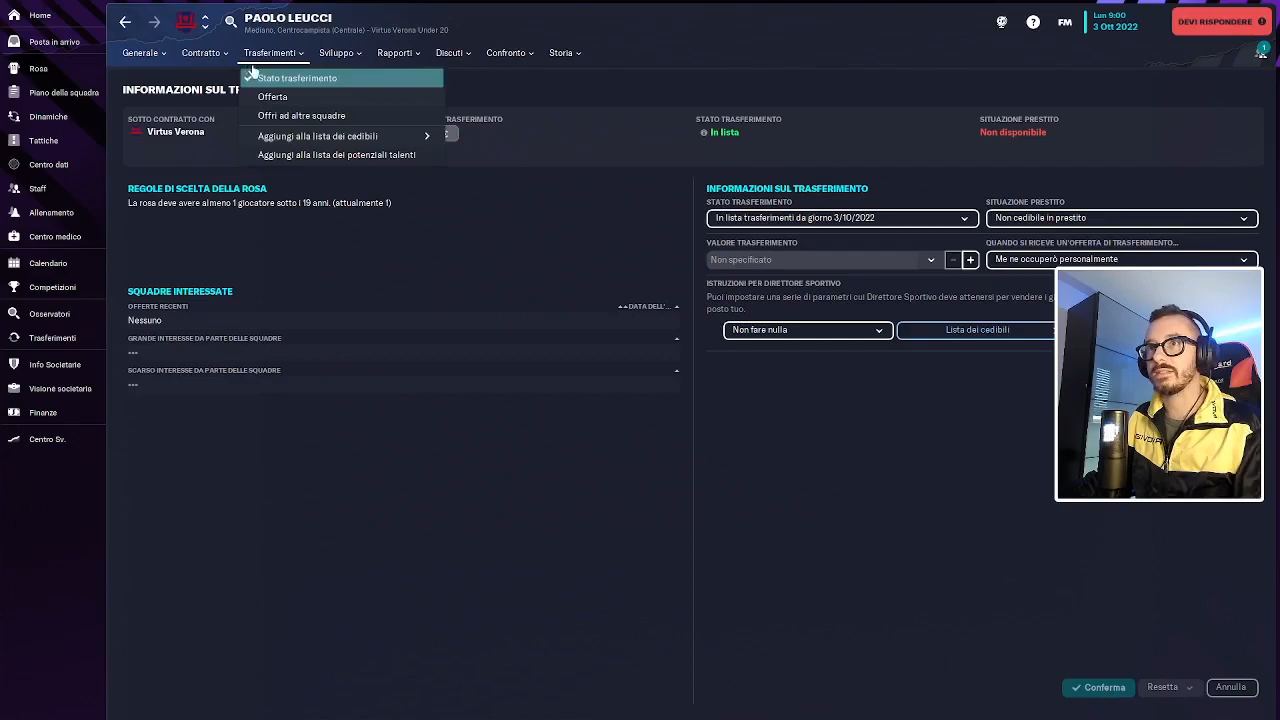 Home
Posta in arrivo
Rosa
Piano della squadra
Dinamiche
Tattiche
Centro dati
Staff
Allenamento
Centro medico
Calendario
Competizioni
Osservatori
Trasferimenti
Info Societarie
Visione societaria
Finanze
Centro Sv.
PAOLO LEUCCI
Mediano, Centrocampista (Centrale) - Virtus Verona Under 20
FM
Lun 9:00
3 Ott 2022
DEVI RISPONDERE
1
Generale
Contratto
Trasferimenti
Sviluppo
Rapporti
Discuti
Confronto
Storia
Stato trasferimento
Offerta
Offri ad altre squadre
Aggiungi alla lista dei cedibili
Aggiungi alla lista dei potenziali talenti
INFORMAZIONI SUL
SOTTO CONTRATTO CON
Virtus Verona
TRASFERIMENTO
STATO TRASFERIMENTO
In lista
SITUAZIONE PRESTITO
Non disponibile
REGOLE DI SCELTA DELLA ROSA
La rosa deve avere almeno 1 giocatore sotto i 19 anni. (attualmente 1)
SQUADRE INTERESSATE
OFFERTE RECENTI
DATA DELL'...
Nessuno
GRANDE INTERESSE DA PARTE DELLE SQUADRE
---
SCARSO INTERESSE DA PARTE DELLE SQUADRE
---
INFORMAZIONI SUL TRASFERIMENTO
STATO TRASFERIMENTO
SITUAZIONE PRESTITO
In lista trasferimenti da giorno 3/10/2022
Non cedibile in prestito
VALORE TRASFERIMENTO
QUANDO SI RICEVE UN'OFFERTA DI TRASFERIMENTO...
Non specificato
Me ne occuperò personalmente
ISTRUZIONI PER DIRETTORE SPORTIVO
Puoi impostare una serie di parametri cui Direttore Sportivo deve attenersi per vendere i
posto tuo.
Non fare nulla
Lista dei cedibili
GIVOVA
Conferma
Resetta
Annulla